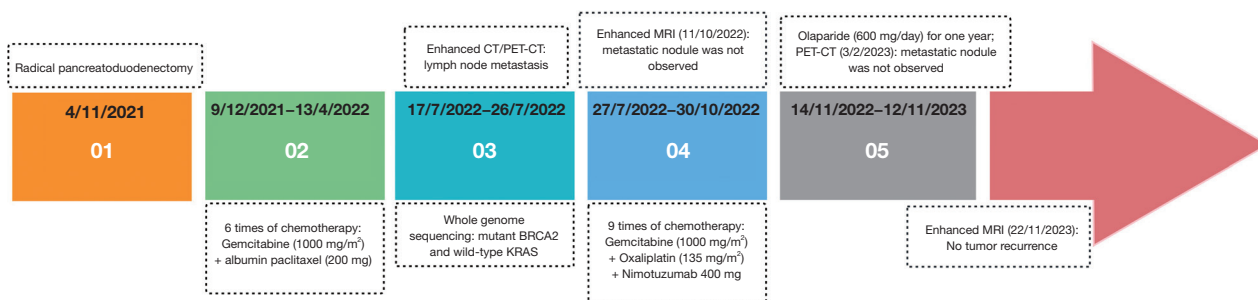 Radical pancreatoduodenectomy
4/11/2021
01
9/12/2021–13/4/2022
02
6 times of chemotherapy:
Gemcitabine (1000 mg/m²)
+ albumin paclitaxel (200 mg)
Enhanced CT/PET-CT:
lymph node metastasis
17/7/2022–26/7/2022
03
Whole genome
sequencing: mutant BRCA2
and wild-type KRAS
Enhanced MRI (11/10/2022):
metastatic nodule was not
observed
27/7/2022–30/10/2022
04
9 times of chemotherapy:
Gemcitabine (1000 mg/m²)
+ Oxaliplatin (135 mg/m²)
+ Nimotuzumab 400 mg
Olaparide (600 mg/day) for one year;
PET-CT (3/2/2023): metastatic nodule
was not observed
14/11/2022–12/11/2023
05
Enhanced MRI (22/11/2023):
No tumor recurrence